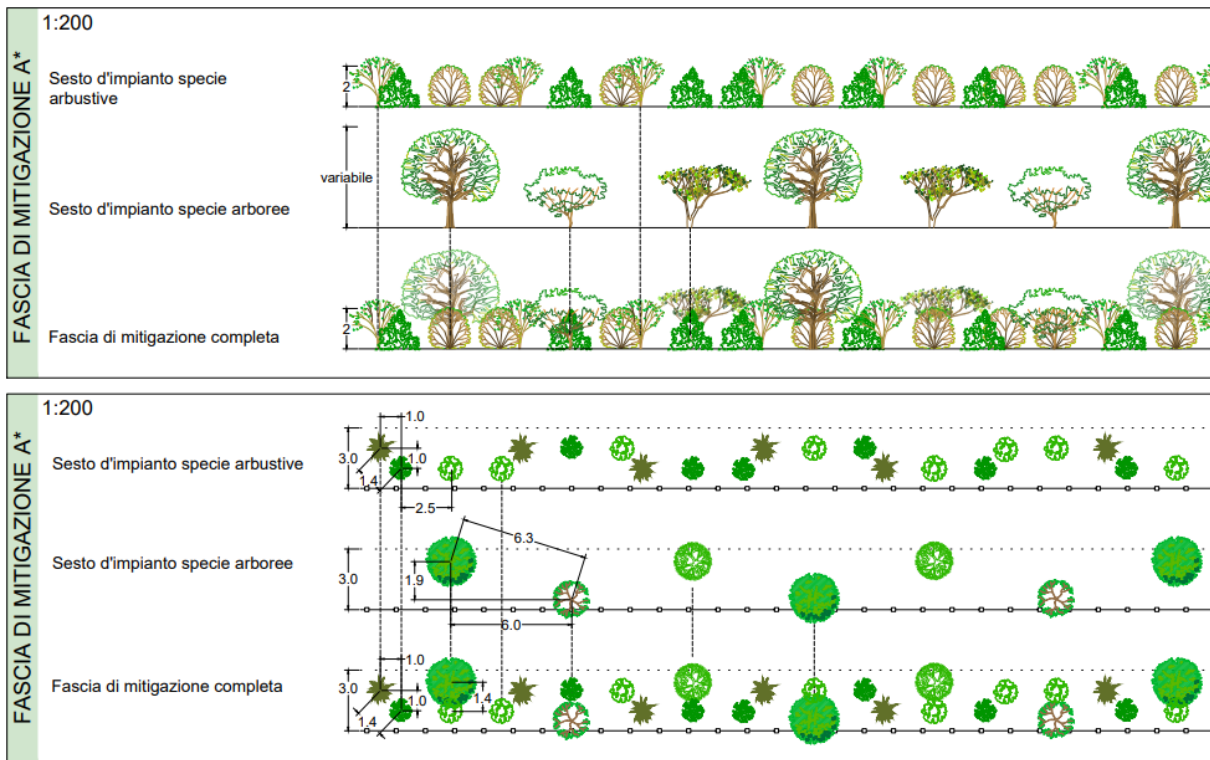 FASCIA DI MITIGAZIONE A*
1:200
Sesto d'impianto specie
arbustive
2
variabile
Sesto d'impianto specie arboree
Fascia di mitigazione completa
2
FASCIA DI MITIGAZIONE A*
1:200
1.0
Sesto d'impianto specie arbustive
3.0
1.0
1.4
2.5
Sesto d'impianto specie arboree
3.0
6.3
1.9
6.0
Fascia di mitigazione completa
1.0
3.0
1.0
1.4
1.4